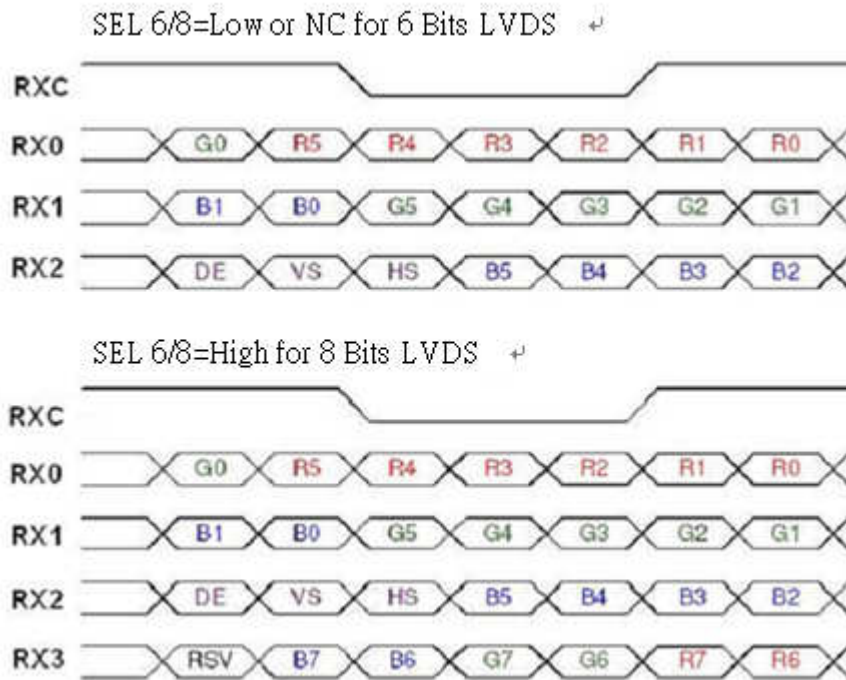 SEL 6/8=Low or NC for 6 Bits LVDS ↵
RXC
RX0 G0 R5 R4 R3 R2 R1 R0
RX1 B1 B0 G5 G4 G3 G2 G1
RX2 DE VS HS B5 B4 B3 B2
SEL 6/8=High for 8 Bits LVDS ↵
RXC
RX0 G0 R5 R4 R3 R2 R1 R0
RX1 B1 B0 G5 G4 G3 G2 G1
RX2 DE VS HS B5 B4 B3 B2
RX3 RSV B7 B6 G7 G6 R7 R6